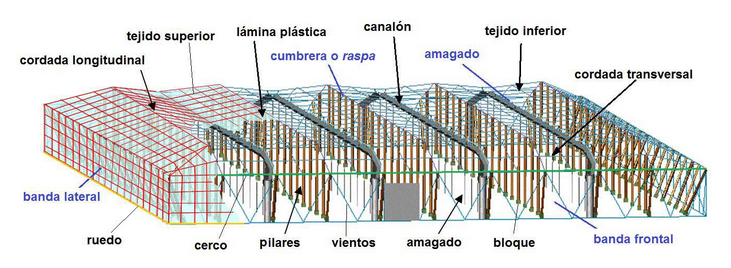 tejido superior
lámina plástica
canalón
tejido inferior
cordada longitudinal
cumbrera o raspa
amagado
cordada transversal
banda lateral
ruedo
cerco
pilares
vientos
amagado
bloque
banda frontal